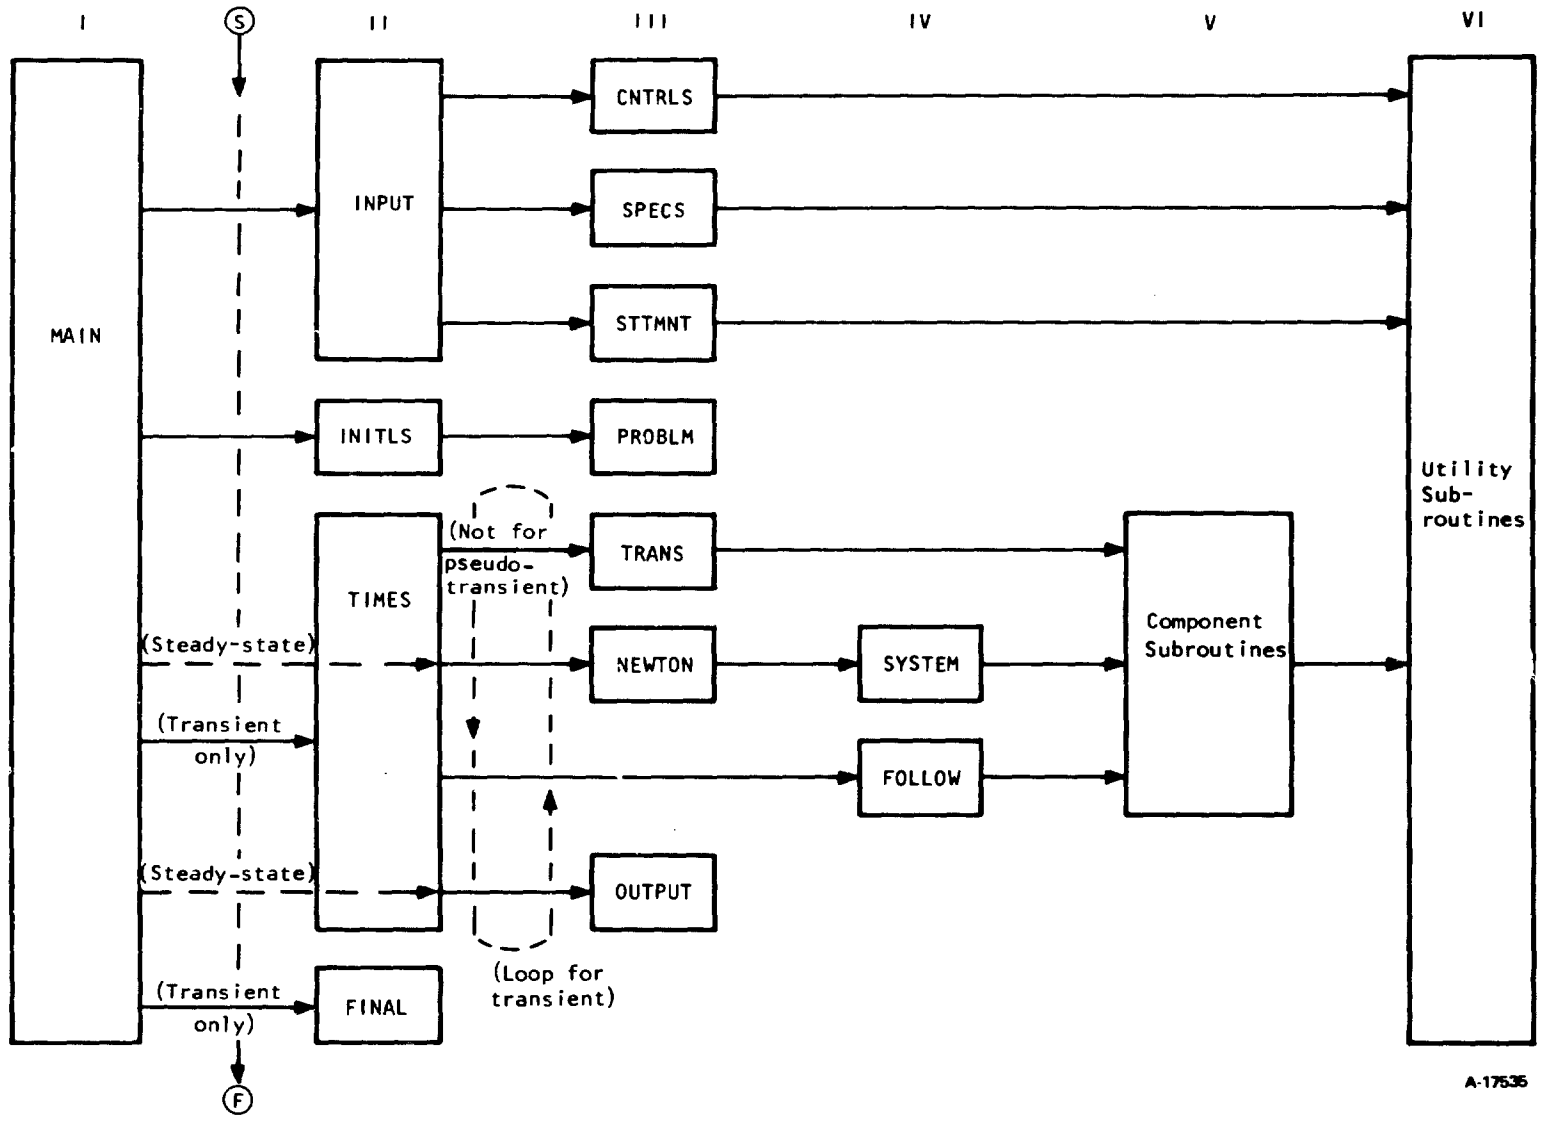 I
S
II
III
IV
V
VI
CNTRLS
INPUT
SPECS
STTMNT
MAIN
INITLS
PROBLM
Utility
Sub-
routines
(Not for
pseudo-
transient)
TRANS
TIMES
Component
Subroutines
(Steady-state)
NEWTON
SYSTEM
(Transient
only)
FOLLOW
(Steady-state)
OUTPUT
(Loop for
transient)
(Transient
only)
FINAL
A-17535
F